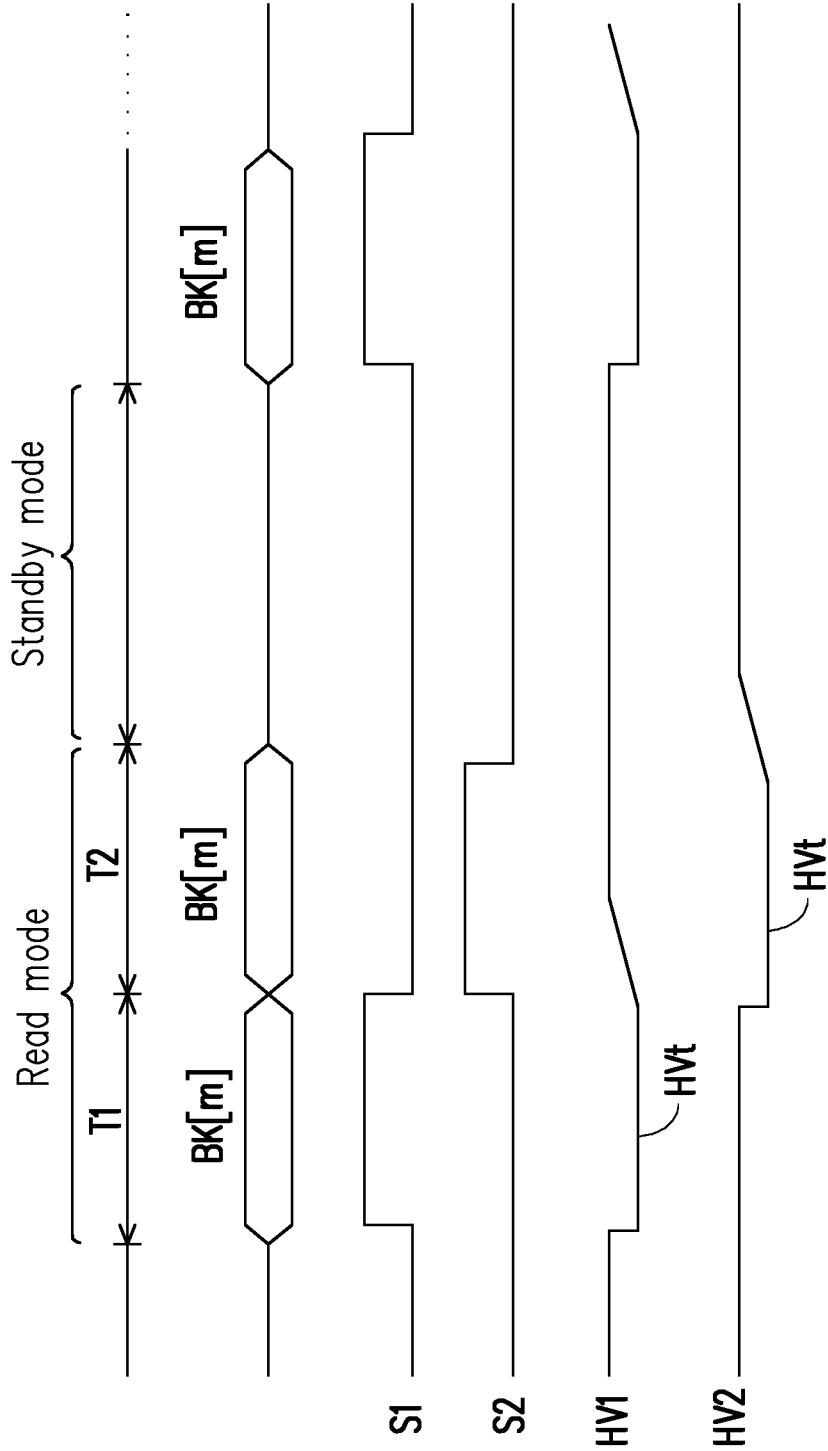 Read mode
Standby mode
T1
T2
BK[m]
BK[m]
BK[m]
S1
S2
HV1
HVt
HV2
HVt